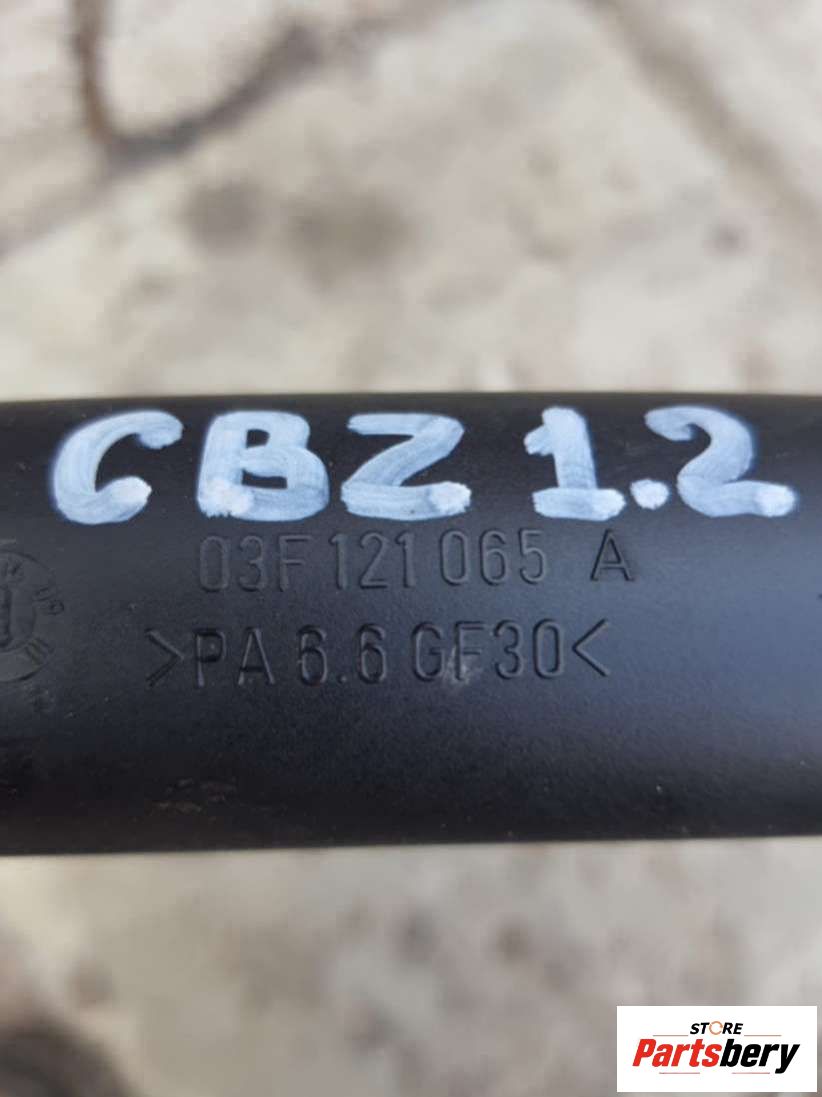 CBZ 1.2
03F 121 065 A
>PA 6.6 GF30<
STORE
Partsbery